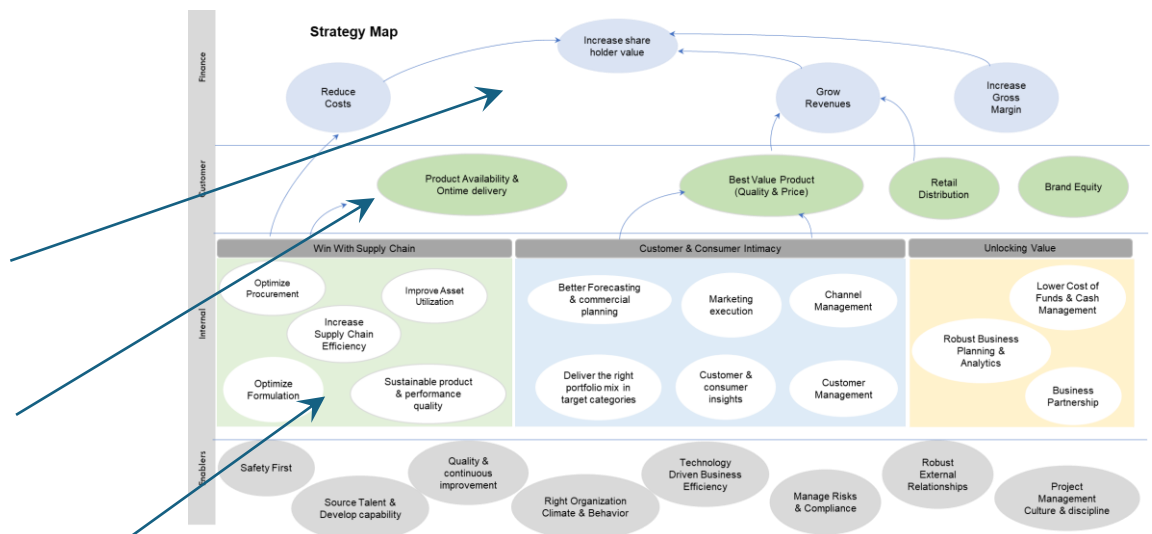 Strategy Map
Finance
Increase share
holder value
Reduce
Costs
Grow
Revenues
Increase
Gross
Margin
Customer
Product Availability &
Ontime delivery
Best Value Product
(Quality & Price)
Retail
Distribution
Brand Equity
Internal
Win With Supply Chain
Customer & Consumer Intimacy
Unlocking Value
Optimize
Procurement
Improve Asset
Utilization
Increase
Supply Chain
Efficiency
Optimize
Formulation
Sustainable product
& performance
quality
Better Forecasting
& commercial
planning
Marketing
execution
Channel
Management
Deliver the right
portfolio mix in
target categories
Customer &
consumer
insights
Customer
Management
Lower Cost of
Funds & Cash
Management
Robust Business
Planning &
Analytics
Business
Partnership
Enablers
Safety First
Source Talent &
Develop capability
Quality &
continuous
improvement
Right Organization
Climate & Behavior
Technology
Driven Business
Efficiency
Manage Risks
& Compliance
Robust
External
Relationships
Project
Management
Culture & discipline